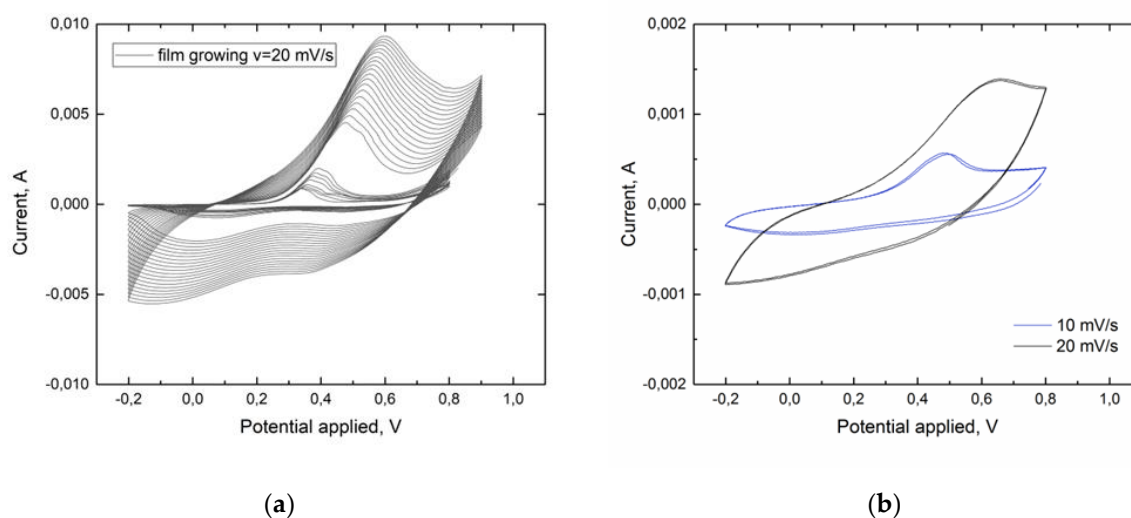 film growing v=20 mV/s
0,010
0,005
0,000
-0,005
-0,010
Current, A
-0,2 0,0 0,2 0,4 0,6 0,8 1,0
Potential applied, V
(a)
0,002
0,001
0,000
-0,001
-0,002
Current, A
10 mV/s
20 mV/s
-0,2 0,0 0,2 0,4 0,6 0,8 1,0
Potential applied, V
(b)